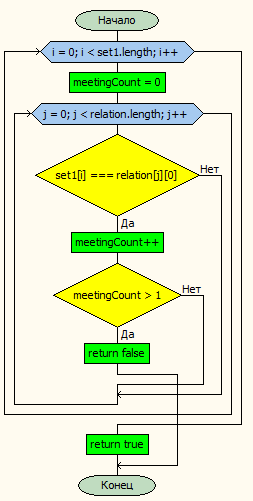 Начало
i = 0; i < set1.length; i++
meetingCount = 0
j = 0; j < relation.length; j++
set1[i] === relation[j][0]
Нет
Да
meetingCount++
meetingCount > 1
Нет
Да
return false
return true
Конец